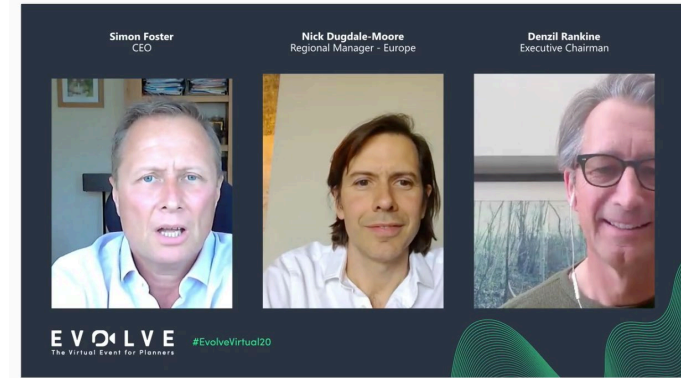 Simon Foster
CEO
Nick Dugdale-Moore
Regional Manager - Europe
Denzil Rankine
Executive Chairman
EVOLVE
The Virtual Event for Planners
#EvolveVirtual20